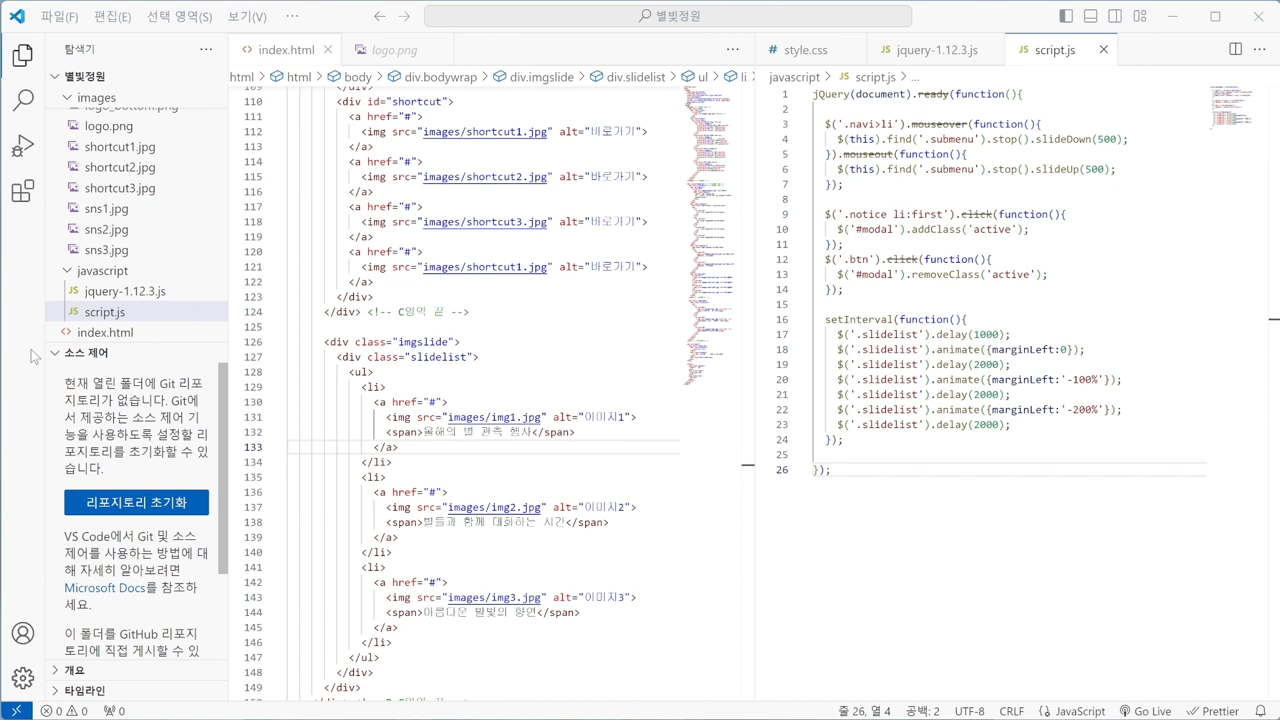 파일(F) 편집(E) 선택 영역(S) 보기(V) ···
별빛정원
탐색기 ···
별빛정원
images
logo.png
shortcut1.jpg
shortcut2.jpg
shortcut3.jpg
sns1.jpg
sns2.jpg
sns3.jpg
javascript
jquery-1.12.3.js
script.js
index.html
소스 제어
현재 열린 폴더에 Git 리포
지토리가 없습니다. Git에
서 제공하는 소스 제어 기
능을 사용하도록 설정할 리
포지토리를 초기화할 수 있
습니다.
리포지토리 초기화
VS Code에서 Git 및 소스
제어를 사용하는 방법에 대
해 자세히 알아보려면
Microsoft Docs를 참조하
세요.
이 폴더를 GitHub 리포지
토리에 직접 게시할 수 있
개요
타임라인
index.html
logo.png
html > html > body > div.bodywrap > div.imgslide > div.slidelist > ul > li
110 <div id="shortcut">
111 <a href="#">
112 <img src="images/shortcut1.jpg" alt="바로가기">
113 </a>
114 <a href="#">
115 <img src="images/shortcut2.jpg" alt="바로가기">
116 </a>
117 <a href="#">
118 <img src="images/shortcut3.jpg" alt="바로가기">
119 </a>
120 <a href="#">
121 <img src="images/shortcut1.jpg" alt="바로가기">
122 </a>
123 </div>
124 </div> <!-- C영역
125
126 <div class="imgslide">
127 <div class="slidelist">
128 <ul>
129 <li>
130 <a href="#">
131 <img src="images/img1.jpg" alt="이미지1">
132 <span>올해의 별 관측 행사</span>
133 </a>
134 </li>
135 <li>
136 <a href="#">
137 <img src="images/img2.jpg" alt="이미지2">
138 <span>별들과 함께 대화하는 시간</span>
139 </a>
140 </li>
141 <li>
142 <a href="#">
143 <img src="images/img3.jpg" alt="이미지3">
144 <span>아름다운 별빛의 향연</span>
145 </a>
146 </li>
147 </ul>
148 </div>
149 </div>
style.css
jquery-1.12.3.js
script.js
javascript > script.js > ...
1 jQuery(document).ready(function(){
2
3 $('.navi>li').mouseover(function(){
4 $(this).find('.submenu').stop().slideDown(500);
5 }).mouseout(function(){
6 $(this).find('.submenu').stop().slideUp(500);
7 });
8
9 $('.notice li:first').click(function(){
10 $('#modal').addClass('active');
11 });
12 $('.btn').click(function(){
13 $('#modal').removeClass('active');
14 });
15
16 setInterval(function(){
17 $('.slidelist').delay(1000);
18 $('.slidelist').animate({marginLeft:0});
19 $('.slidelist').delay(2000);
20 $('.slidelist').animate({marginLeft:'-100%'});
21 $('.slidelist').delay(2000);
22 $('.slidelist').animate({marginLeft:'-200%'});
23 $('.slidelist').delay(2000);
24 });
25
26 });
0 0 0
줄 26, 열 4 공백: 2 UTF-8 CRLF JavaScript Go Live Prettier